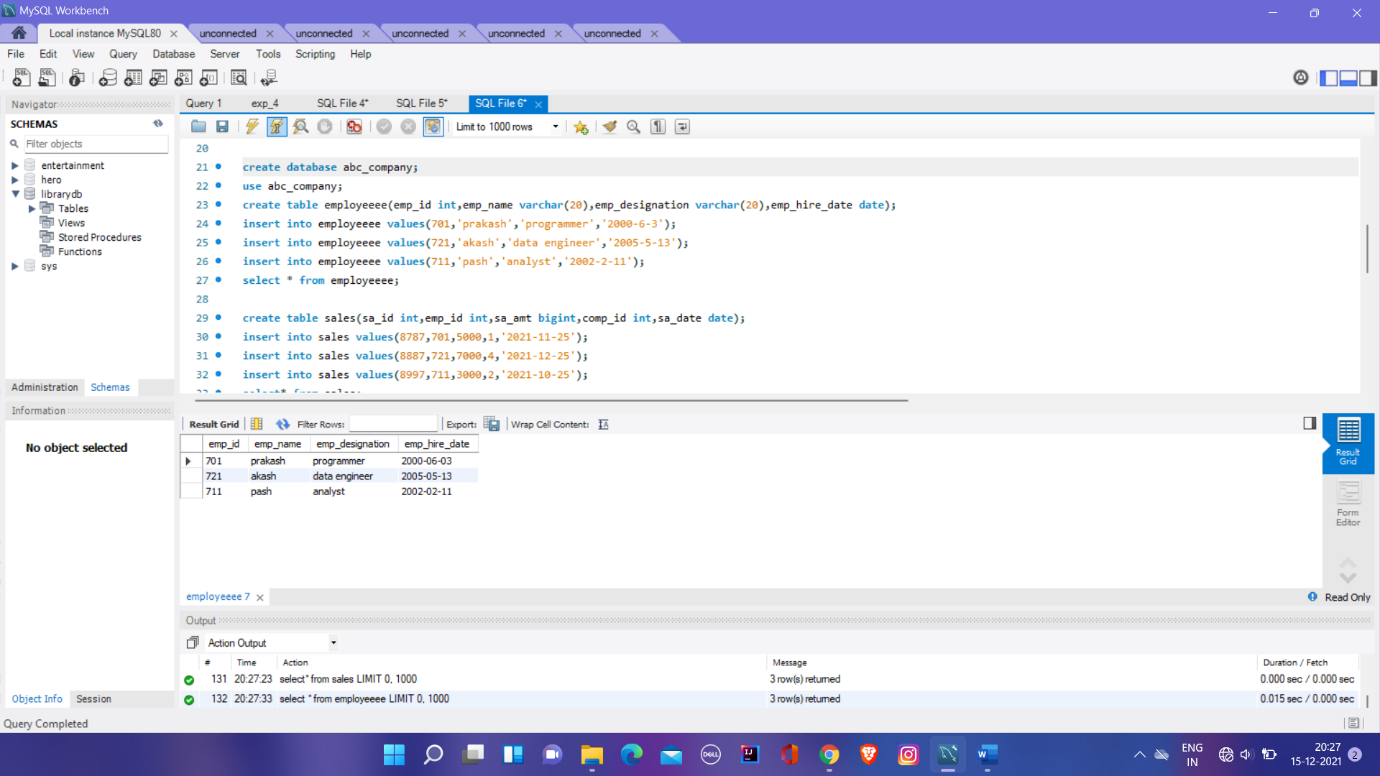 MySQL Workbench
Local instance MySQL80 unconnected unconnected unconnected unconnected unconnected
File Edit View Query Database Server Tools Scripting Help
Navigator
SCHEMAS
Filter objects
entertainment
hero
librarydb
Tables
Views
Stored Procedures
Functions
sys
Administration Schemas
Information
No object selected
Object Info Session
Query 1 exp_4 SQL File 4* SQL File 5* SQL File 6*
Limit to 1000 rows
20
21 create database abc_company;
22 use abc_company;
23 create table employeeee(emp_id int,emp_name varchar(20),emp_designation varchar(20),emp_hire_date date);
24 insert into employeeee values(701,'prakash','programmer','2000-6-3');
25 insert into employeeee values(721,'akash','data engineer','2005-5-13');
26 insert into employeeee values(711,'pash','analyst','2002-2-11');
27 select * from employeeee;
28
29 create table sales(sa_id int,emp_id int,sa_amt bigint,comp_id int,sa_date date);
30 insert into sales values(8787,701,5000,1,'2021-11-25');
31 insert into sales values(8887,721,7000,4,'2021-12-25');
32 insert into sales values(8997,711,3000,2,'2021-10-25');
Result Grid Filter Rows: Export: Wrap Cell Content:
emp_id emp_name emp_designation emp_hire_date
701 prakash programmer 2000-06-03
721 akash data engineer 2005-05-13
711 pash analyst 2002-02-11
Result
Grid
Form
Editor
employeeee 7 Read Only
Output
Action Output
# Time Action Message Duration / Fetch
131 20:27:23 select* from sales LIMIT 0, 1000 3 row(s) returned 0.000 sec / 0.000 sec
132 20:27:33 select * from employeeee LIMIT 0, 1000 3 row(s) returned 0.015 sec / 0.000 sec
Query Completed
DELL
ENG
IN
20:27
15-12-2021
2